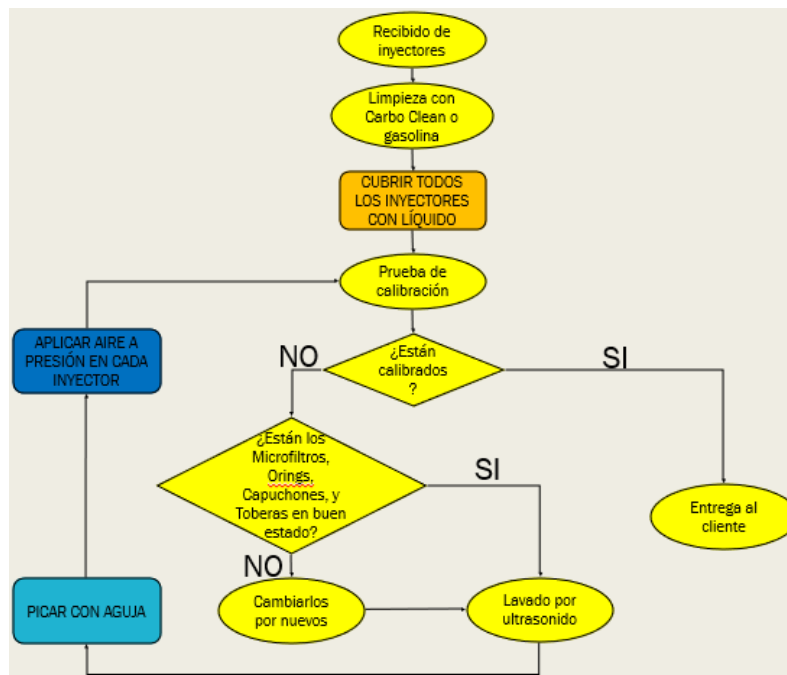 Recibido de
inyectores
Limpieza con
Carbo Clean o
gasolina
CUBRIR TODOS
LOS INYECTORES
CON LÍQUIDO
Prueba de
calibración
APLICAR AIRE A
PRESIÓN EN CADA
INYECTOR
NO
¿Están
calibrados
?
SI
¿Están los
Microfiltros,
Orings,
Capuchones, y
Toberas en buen
estado?
SI
Entrega al
cliente
NO
PICAR CON AGUJA
Cambiarlos
por nuevos
Lavado por
ultrasonido